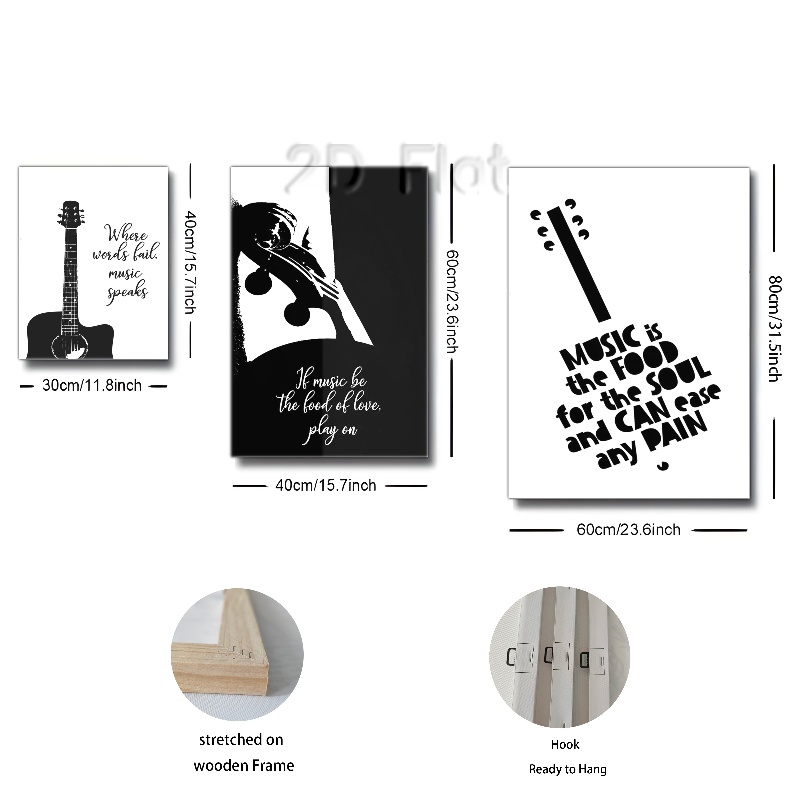 2D Flat
Where
words fail,
music
speaks
40cm/15.7inch
30cm/11.8inch
If music be
the food of love,
play on
60cm/23.6inch
40cm/15.7inch
MUSIC is
the FOOD
for the SOUL
and CAN ease
any PAIN
80cm/31.5inch
60cm/23.6inch
stretched on
wooden Frame
Hook
Ready to Hang